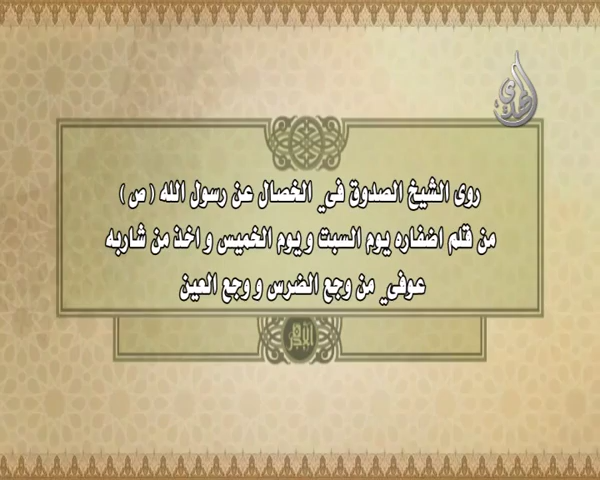 روى الشيخ الصدوق في الخصال عن رسول الله ( ص )
من قلم اضفاره يوم السبت و يوم الخميس و اخذ من شاربه
عوفي من وجع الضرس و وجع العين